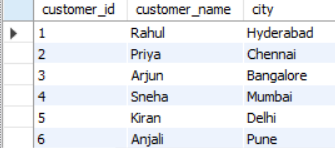 customer_id customer_name city
1 Rahul Hyderabad
2 Priya Chennai
3 Arjun Bangalore
4 Sneha Mumbai
5 Kiran Delhi
6 Anjali Pune